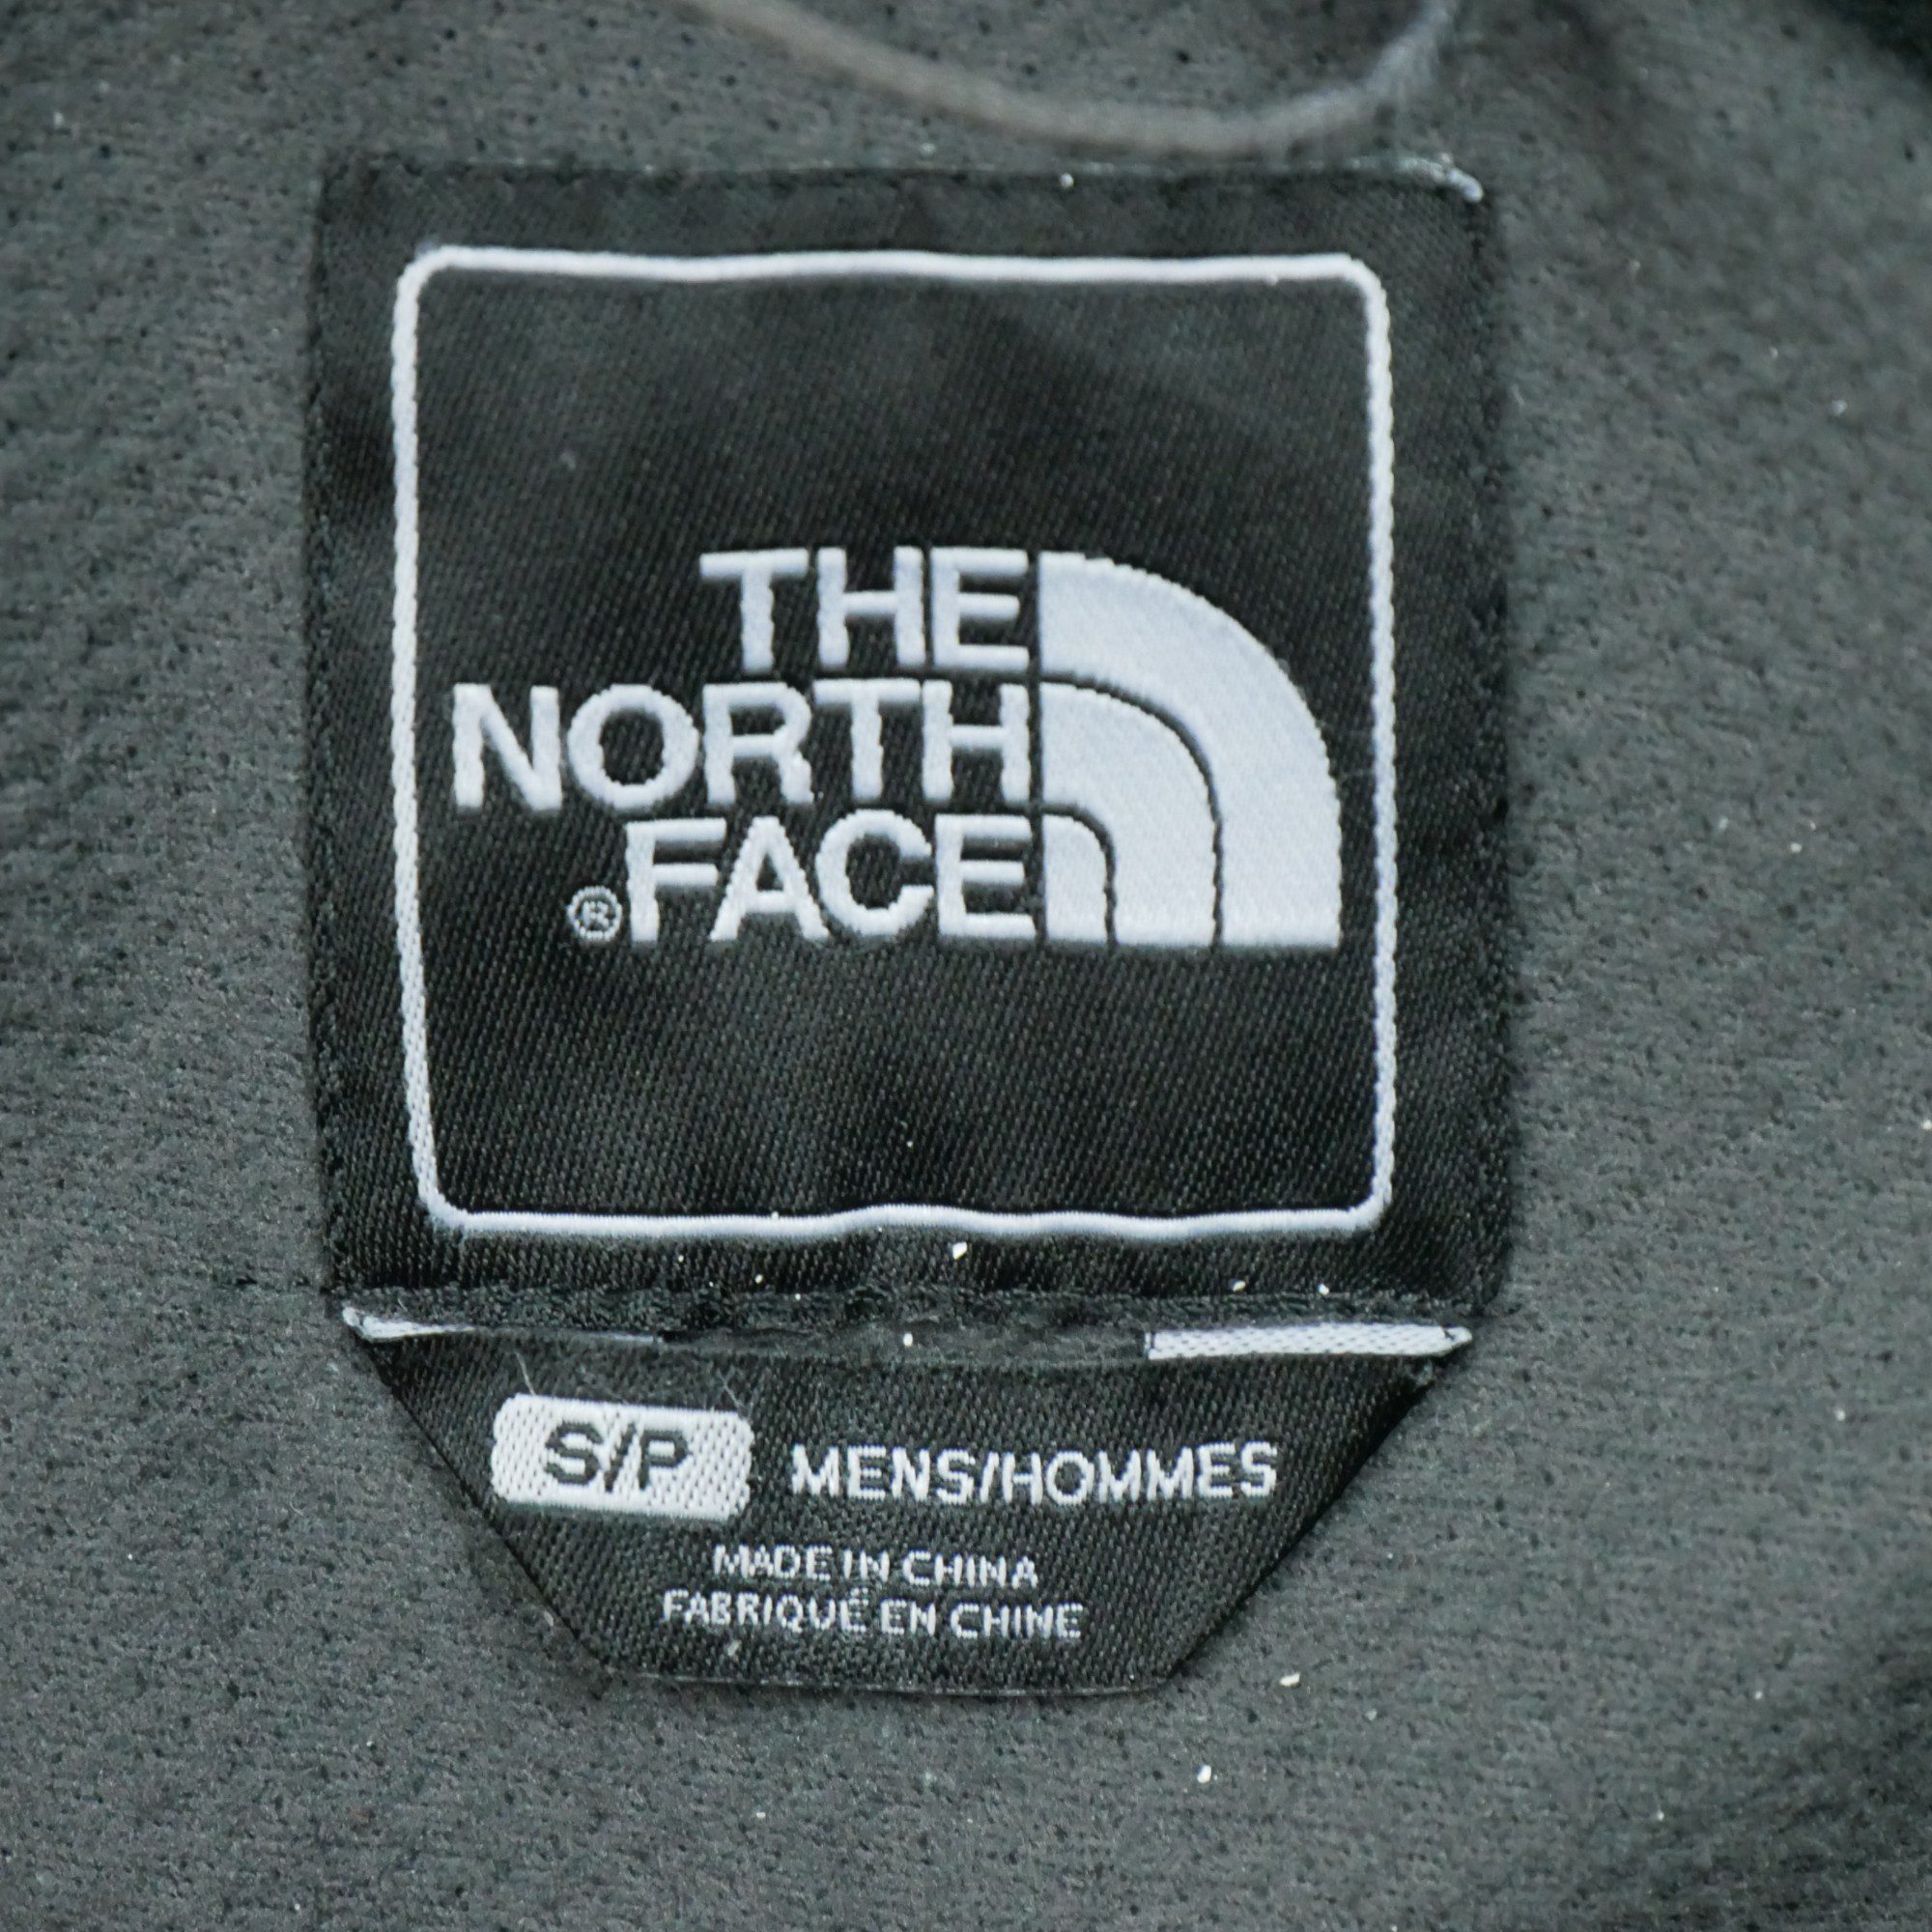 THE
NORTH
®FACE
S/P MENS/HOMMES
MADE IN CHINA
FABRIQUÉ EN CHINE